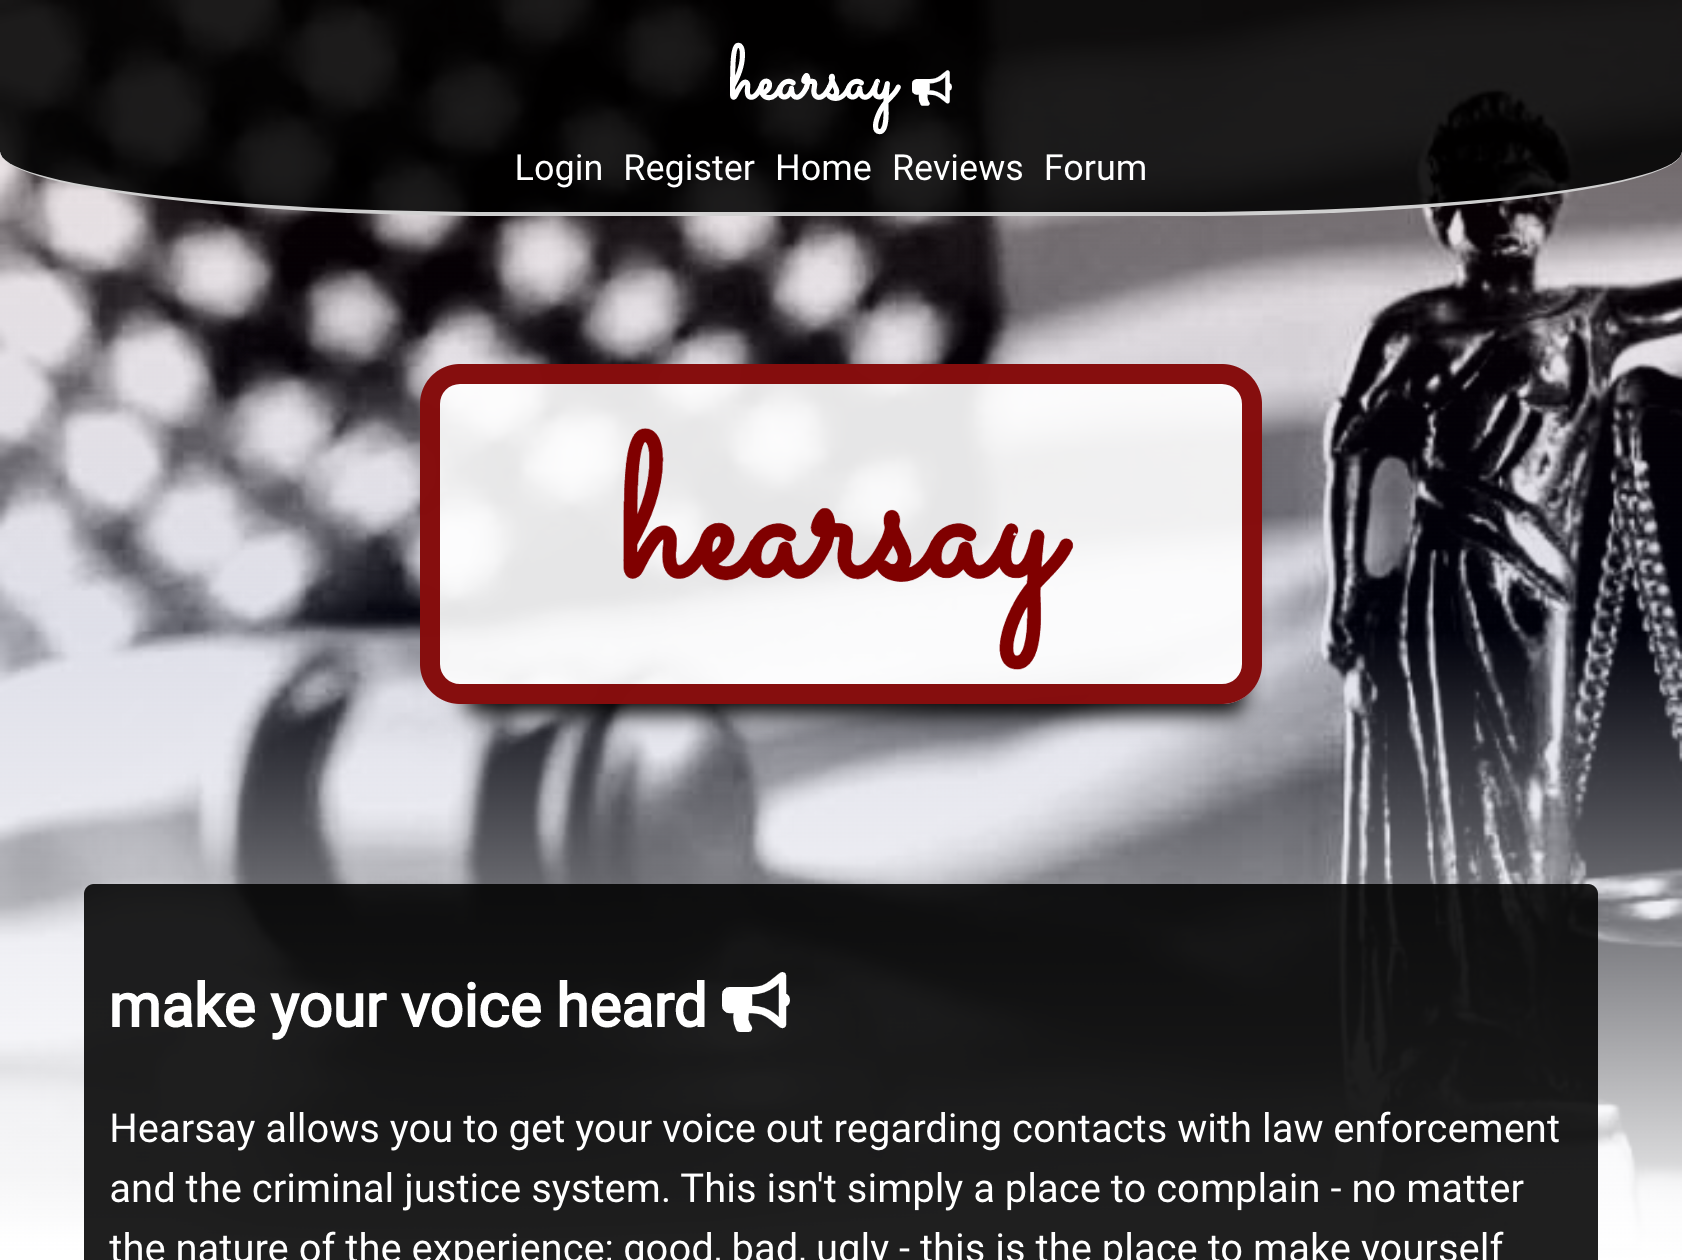 hearsay
Login Register Home Reviews Forum
hearsay
make your voice heard
Hearsay allows you to get your voice out regarding contacts with law enforcement
and the criminal justice system. This isn't simply a place to complain - no matter
the nature of the experience: good, bad, ugly - this is the place to make yourself